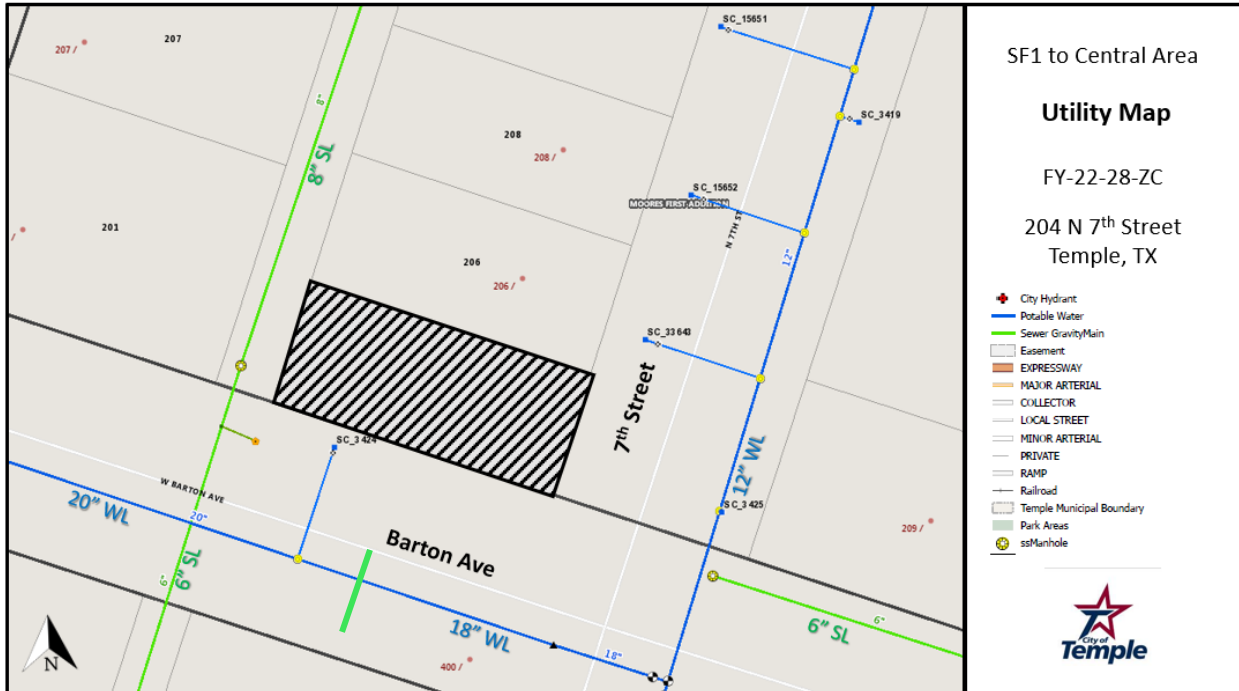 207
207 /
8"
8” SL
208
208 /
201
/
206
206 /
SC_15651
SC_3419
SC_15652
N 7TH ST
12"
SC_33643
7th Street
12” WL
SC_3425
SC_3424
W BARTON AVE
20” WL
20"
6"
6” SL
Barton Ave
18” WL
18"
400 /
209 /
6"
6” SL
N
SF1 to Central Area
Utility Map
FY-22-28-ZC
204 N 7th Street
Temple, TX
City Hydrant
Potable Water
Sewer GravityMain
Easement
EXPRESSWAY
MAJOR ARTERIAL
COLLECTOR
LOCAL STREET
MINOR ARTERIAL
PRIVATE
RAMP
Railroad
Temple Municipal Boundary
Park Areas
ssManhole
City of
Temple